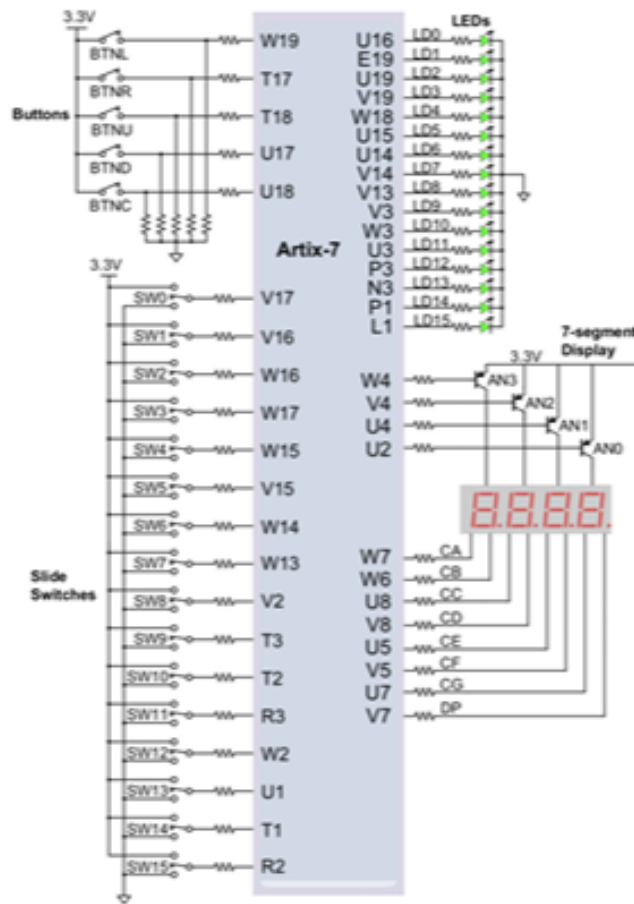 3.3V
BTNL
BTNR
Buttons
BTNU
BTND
BTNC
W19
T17
T18
U17
U18
Artix-7
LEDs
U16 LD0
E19 LD1
U19 LD2
V19 LD3
W18 LD4
U15 LD5
U14 LD6
V14 LD7
V13 LD8
V3 LD9
W3 LD10
U3 LD11
P3 LD12
N3 LD13
P1 LD14
L1 LD15
3.3V
SW0 V17
SW1 V16
SW2 W16
SW3 W17
SW4 W15
SW5 V15
SW6 W14
SW7 W13
Slide
Switches
SW8 V2
SW9 T3
SW10 T2
SW11 R3
SW12 W2
SW13 U1
SW14 T1
SW15 R2
7-segment
Display
3.3V
W4 AN3
V4 AN2
U4 AN1
U2 AN0
8.8.8.8.
W7 CA
W6 CB
U8 CC
V8 CD
U5 CE
V5 CF
U7 CG
V7 DP